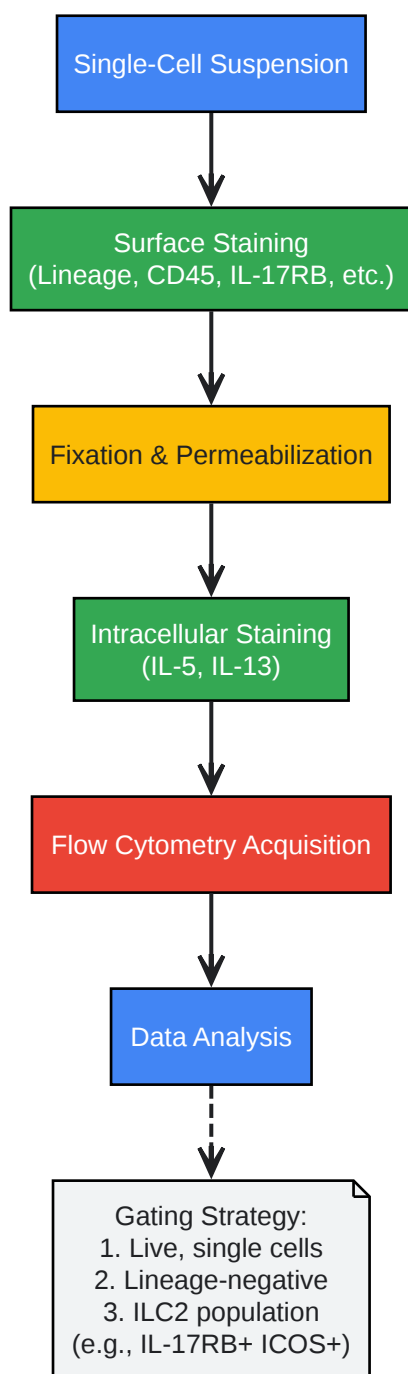 Single-Cell Suspension
Surface Staining
(Lineage, CD45, IL-17RB, etc.)
Fixation & Permeabilization
Intracellular Staining
(IL-5, IL-13)
Flow Cytometry Acquisition
Data Analysis
Gating Strategy:
1. Live, single cells
2. Lineage-negative
3. ILC2 population
(e.g., IL-17RB+ ICOS+)